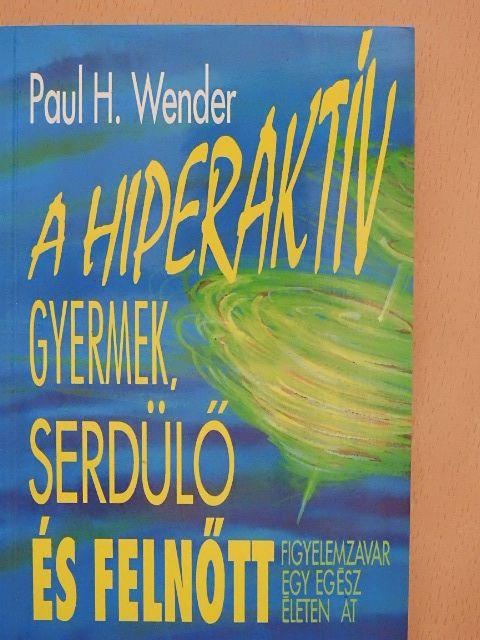 Paul H. Wender
A HIPERAKTÍV
GYERMEK,
SERDÜLŐ
ÉS FELNŐTT
FIGYELEMZAVAR
EGY EGÉSZ
ÉLETEN ÁT